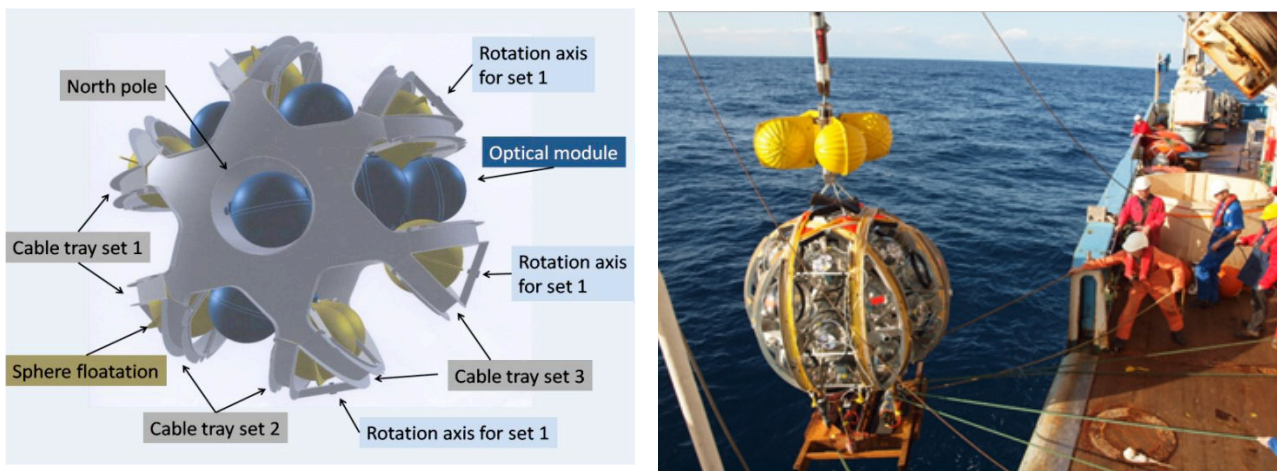 Rotation axis
for set 1
North pole
Optical module
Cable tray set 1
Rotation axis
for set 1
Sphere floatation
Cable tray set 3
Cable tray set 2
Rotation axis for set 1